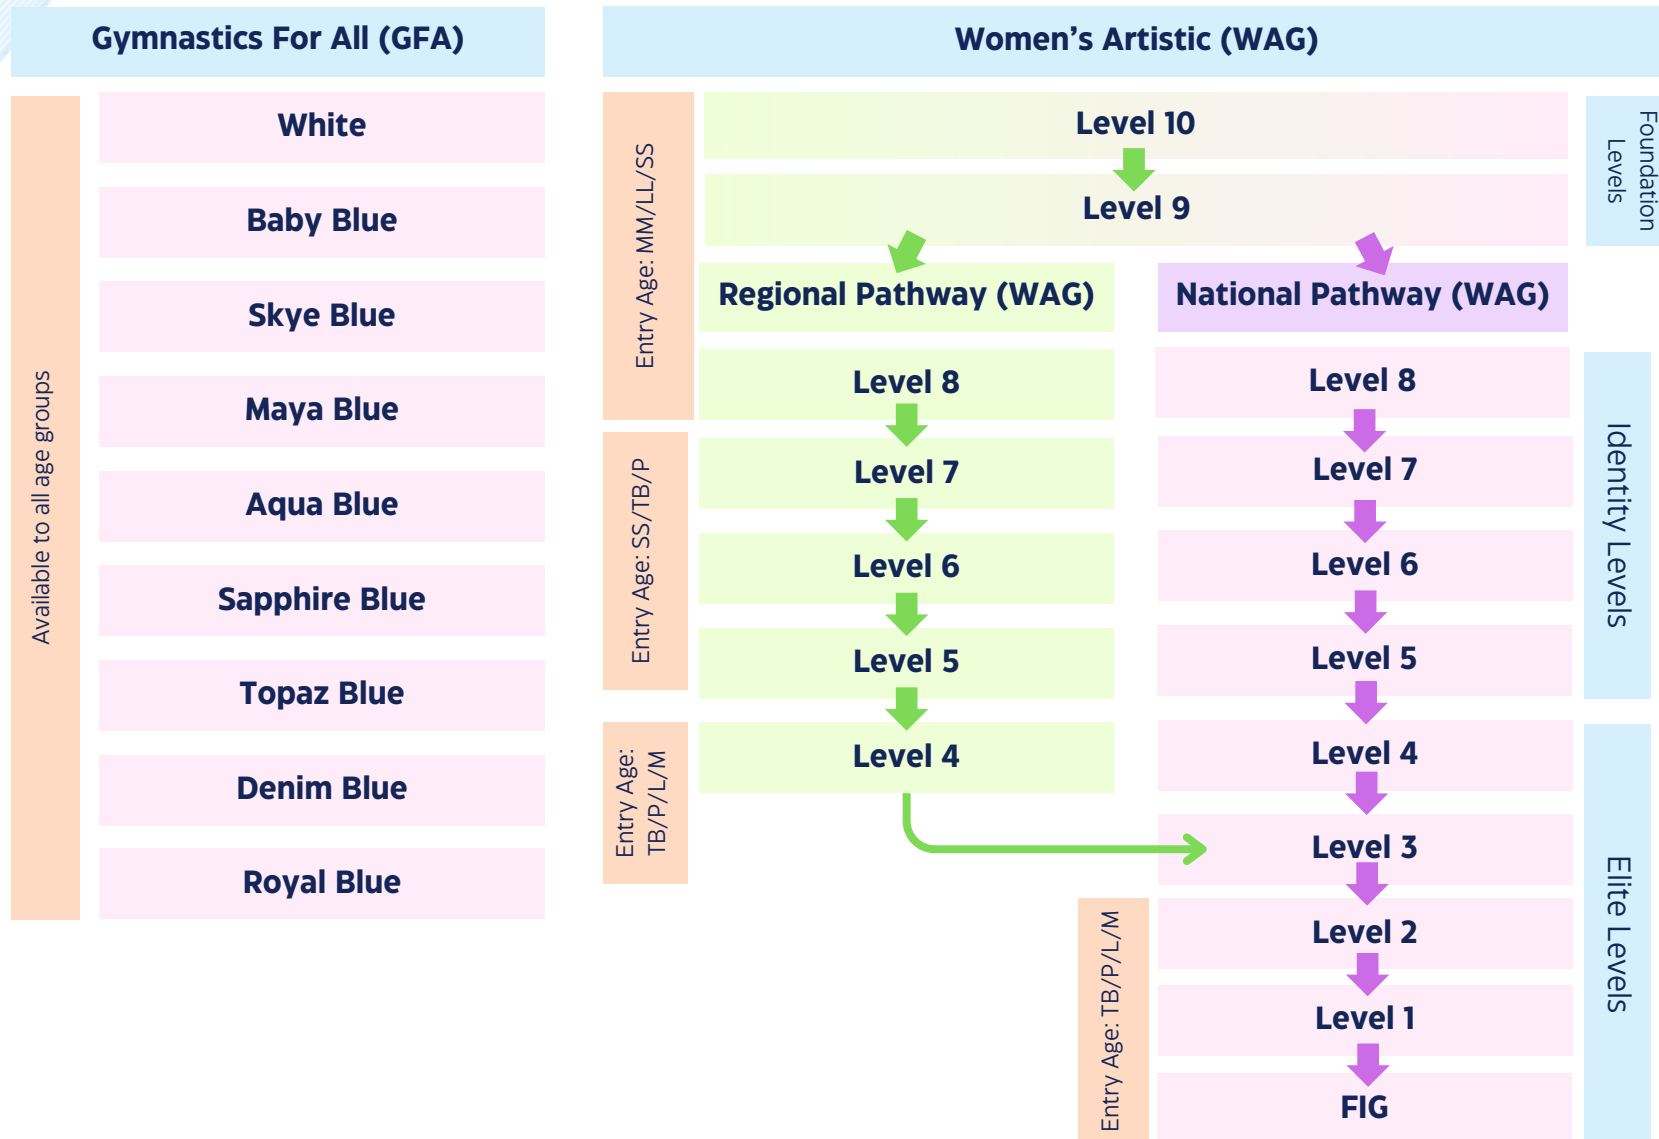 Gymnastics For All (GFA)
Available to all age groups
White
Baby Blue
Skye Blue
Maya Blue
Aqua Blue
Sapphire Blue
Topaz Blue
Denim Blue
Royal Blue
Women's Artistic (WAG)
Entry Age: MM/LL/SS
Level 10
Level 9
Foundation
Levels
Regional Pathway (WAG)
Level 8
Entry Age: SS/TB/P
Level 7
Level 6
Level 5
Entry Age:
TB/P/L/M
Level 4
National Pathway (WAG)
Level 8
Level 7
Level 6
Level 5
Identity Levels
Level 4
Level 3
Entry Age: TB/P/L/M
Level 2
Level 1
FIG
Elite Levels